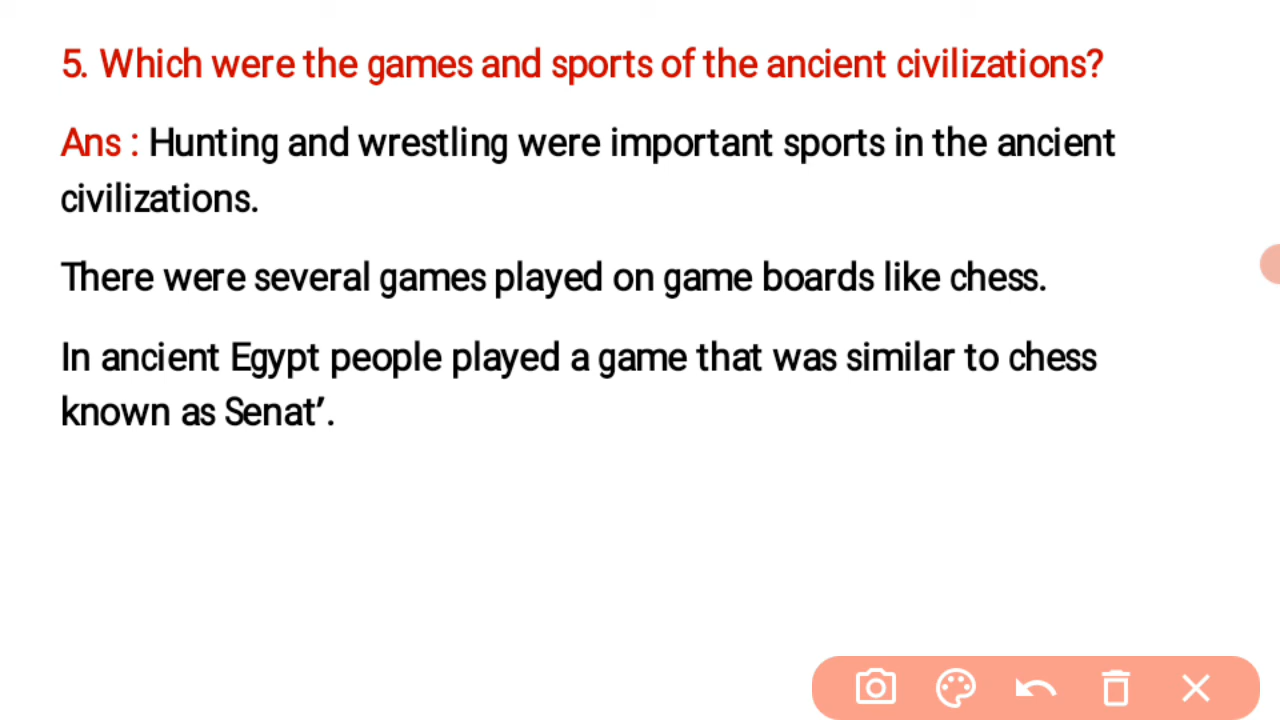 5. Which were the games and sports of the ancient civilizations?
Ans : Hunting and wrestling were important sports in the ancient
civilizations.
There were several games played on game boards like chess.
In ancient Egypt people played a game that was similar to chess
known as Senat’.